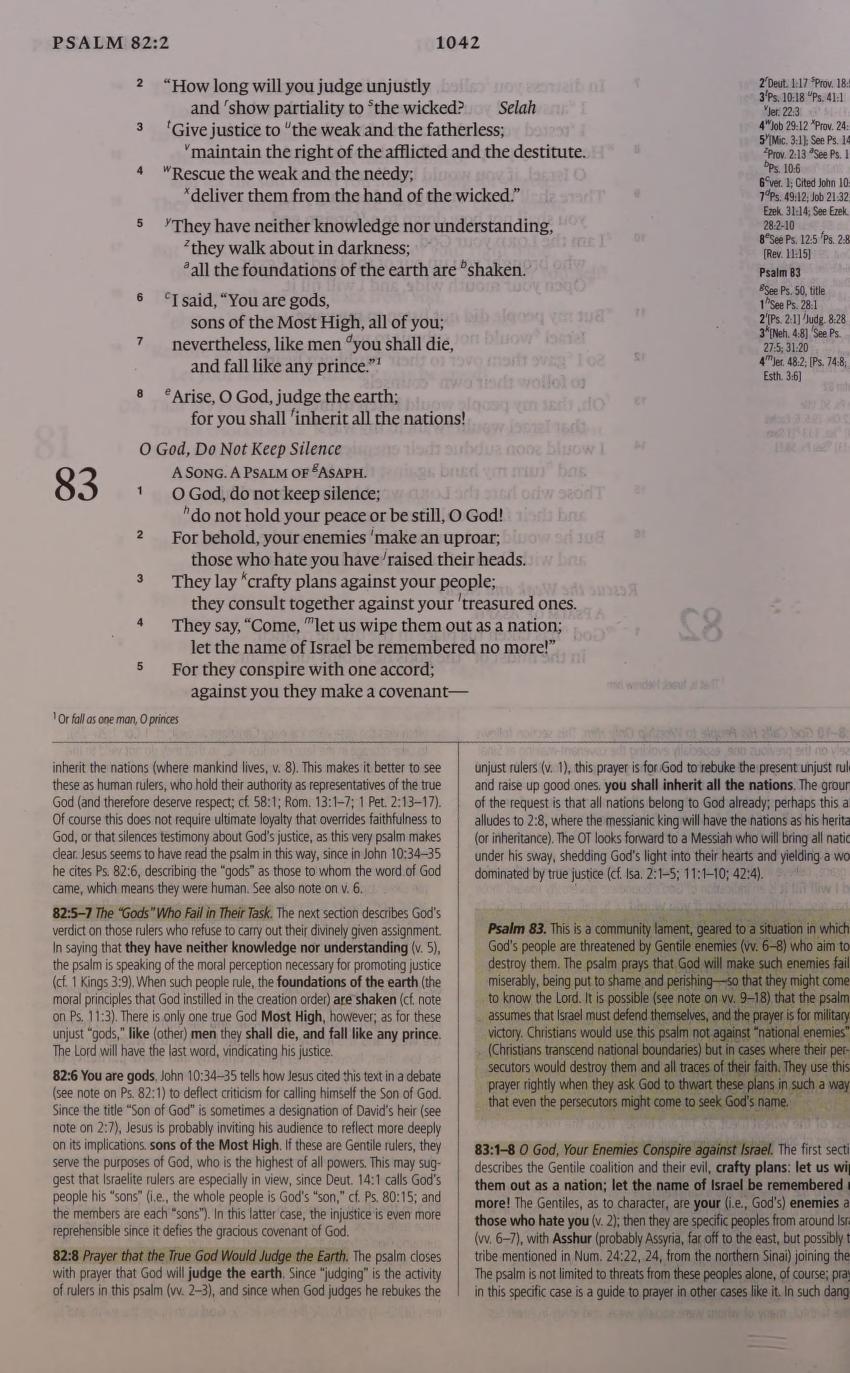 PSALM 82:2
1042
2 “How long will you judge unjustly
and rshow partiality to sthe wicked? Selah
3 tGive justice to uthe weak and the fatherless;
vmaintain the right of the afflicted and the destitute.
4 wRescue the weak and the needy;
xdeliver them from the hand of the wicked.”
5 yThey have neither knowledge nor understanding,
zthey walk about in darkness;
aall the foundations of the earth are bshaken.
6 cI said, “You are gods,
sons of the Most High, all of you;
7 nevertheless, like men dyou shall die,
and fall like any prince.”1
8 eArise, O God, judge the earth;
for you shall finherit all the nations!
O God, Do Not Keep Silence
A SONG. A PSALM OF gASAPH.
83
1 O God, do not keep silence;
hdo not hold your peace or be still, O God!
2 For behold, your enemies imake an uproar;
those who hate you have jraised their heads.
3 They lay kcrafty plans against your people;
they consult together against your ltreasured ones.
4 They say, “Come, mlet us wipe them out as a nation;
let the name of Israel be remembered no more!”
5 For they conspire with one accord;
against you they make a covenant—
1 Or fall as one man, O princes
2rDeut. 1:17 sProv. 18:
3tPs. 10:18 uPs. 41:1
vJer. 22:3
4wJob 29:12 xProv. 24:
5y[Mic. 3:1]; See Ps. 14
zProv. 2:13 aSee Ps. 1
bPs. 10:6
6cver. 1; Cited John 10:
7dPs. 49:12; Job 21:32
Ezek. 31:14; See Ezek.
28:2-10
8eSee Ps. 12:5 fPs. 2:8
[Rev. 11:15]
Psalm 83
gSee Ps. 50, title
1hSee Ps. 28:1
2i[Ps. 2:1] jJudg. 8:28
3k[Neh. 4:8] lSee Ps.
27:5; 31:20
4mJer. 48:2; [Ps. 74:8;
Esth. 3:6]
inherit the nations (where mankind lives, v. 8). This makes it better to see
these as human rulers, who hold their authority as representatives of the true
God (and therefore deserve respect; cf. 58:1; Rom. 13:1–7; 1 Pet. 2:13–17).
Of course this does not require ultimate loyalty that overrides faithfulness to
God, or that silences testimony about God's justice, as this very psalm makes
clear. Jesus seems to have read the psalm in this way, since in John 10:34–35
he cites Ps. 82:6, describing the “gods” as those to whom the word of God
came, which means they were human. See also note on v. 6.
82:5–7 The “Gods” Who Fail in Their Task. The next section describes God's
verdict on those rulers who refuse to carry out their divinely given assignment.
In saying that they have neither knowledge nor understanding (v. 5),
the psalm is speaking of the moral perception necessary for promoting justice
(cf. 1 Kings 3:9). When such people rule, the foundations of the earth (the
moral principles that God instilled in the creation order) are shaken (cf. note
on Ps. 11:3). There is only one true God Most High, however; as for these
unjust “gods,” like (other) men they shall die, and fall like any prince.
The Lord will have the last word, vindicating his justice.
82:6 You are gods. John 10:34–35 tells how Jesus cited this text in a debate
(see note on Ps. 82:1) to deflect criticism for calling himself the Son of God.
Since the title “Son of God” is sometimes a designation of David's heir (see
note on 2:7), Jesus is probably inviting his audience to reflect more deeply
on its implications. sons of the Most High. If these are Gentile rulers, they
serve the purposes of God, who is the highest of all powers. This may sug-
gest that Israelite rulers are especially in view, since Deut. 14:1 calls God's
people his “sons” (i.e., the whole people is God's “son,” cf. Ps. 80:15; and
the members are each “sons”). In this latter case, the injustice is even more
reprehensible since it defies the gracious covenant of God.
82:8 Prayer that the True God Would Judge the Earth. The psalm closes
with prayer that God will judge the earth. Since “judging” is the activity
of rulers in this psalm (vv. 2–3), and since when God judges he rebukes the
unjust rulers (v. 1), this prayer is for God to rebuke the present unjust rul
and raise up good ones. you shall inherit all the nations. The groun
of the request is that all nations belong to God already; perhaps this a
alludes to 2:8, where the messianic king will have the nations as his herita
(or inheritance). The OT looks forward to a Messiah who will bring all natio
under his sway, shedding God's light into their hearts and yielding a wo
dominated by true justice (cf. Isa. 2:1–5; 11:1–10; 42:4).
Psalm 83. This is a community lament, geared to a situation in which
God's people are threatened by Gentile enemies (vv. 6–8) who aim to
destroy them. The psalm prays that God will make such enemies fail
miserably, being put to shame and perishing—so that they might come
to know the Lord. It is possible (see note on vv. 9–18) that the psalm
assumes that Israel must defend themselves, and the prayer is for military
victory. Christians would use this psalm not against “national enemies”
(Christians transcend national boundaries) but in cases where their per-
secutors would destroy them and all traces of their faith. They use this
prayer rightly when they ask God to thwart these plans in such a way
that even the persecutors might come to seek God's name.
83:1–8 O God, Your Enemies Conspire against Israel. The first secti
describes the Gentile coalition and their evil, crafty plans: let us wi
them out as a nation; let the name of Israel be remembered
more! The Gentiles, as to character, are your (i.e., God's) enemies a
those who hate you (v. 2); then they are specific peoples from around Isr
(vv. 6–7), with Asshur (probably Assyria, far off to the east, but possibly t
tribe mentioned in Num. 24:22, 24, from the northern Sinai) joining the
The psalm is not limited to threats from these peoples alone, of course; pra
in this specific case is a guide to prayer in other cases like it. In such dang